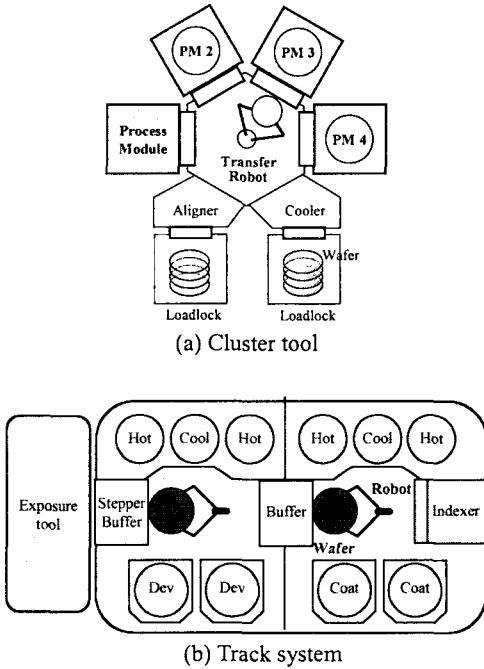 PM 2
PM 3
Process
Module
PM 4
Transfer
Robot
Aligner
Cooler
Wafer
Loadlock
Loadlock
(a) Cluster tool
Hot
Cool
Hot
Hot
Cool
Hot
Exposure
tool
Stepper
Buffer
Buffer
Robot
Indexer
Wafer
Dev
Dev
Coat
Coat
(b) Track system